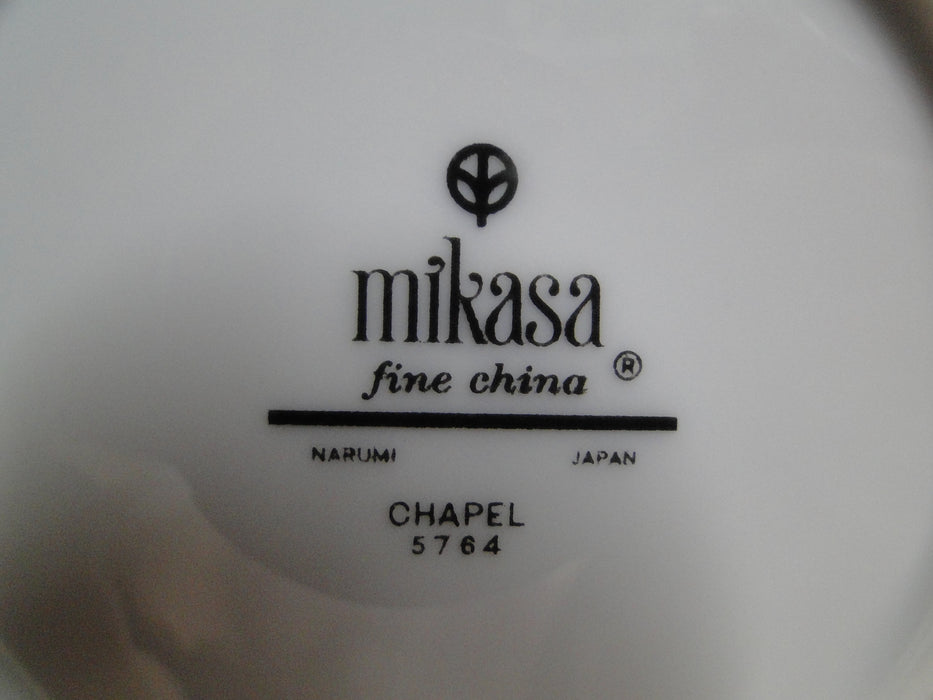 mikasa
fine china ®
NARUMI JAPAN
CHAPEL
5764